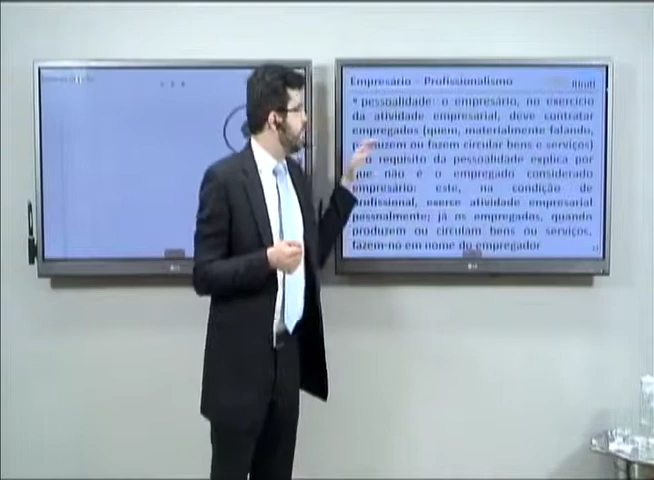 Empresário – Profissionalismo
• pessoalidade: o empresário, no exercício
da atividade empresarial, deve contratar
empregados (quem, materialmente falando,
ou fazem circular bens e serviços)
o requisito da pessoalidade explica por
que não é o empregado considerado
empresário: este, na condição de
profissional, exerce atividade empresarial
pessoalmente; já os empregados, quando
produzem ou circulam bens ou serviços,
fazem-no em nome do empregador
LG
LG